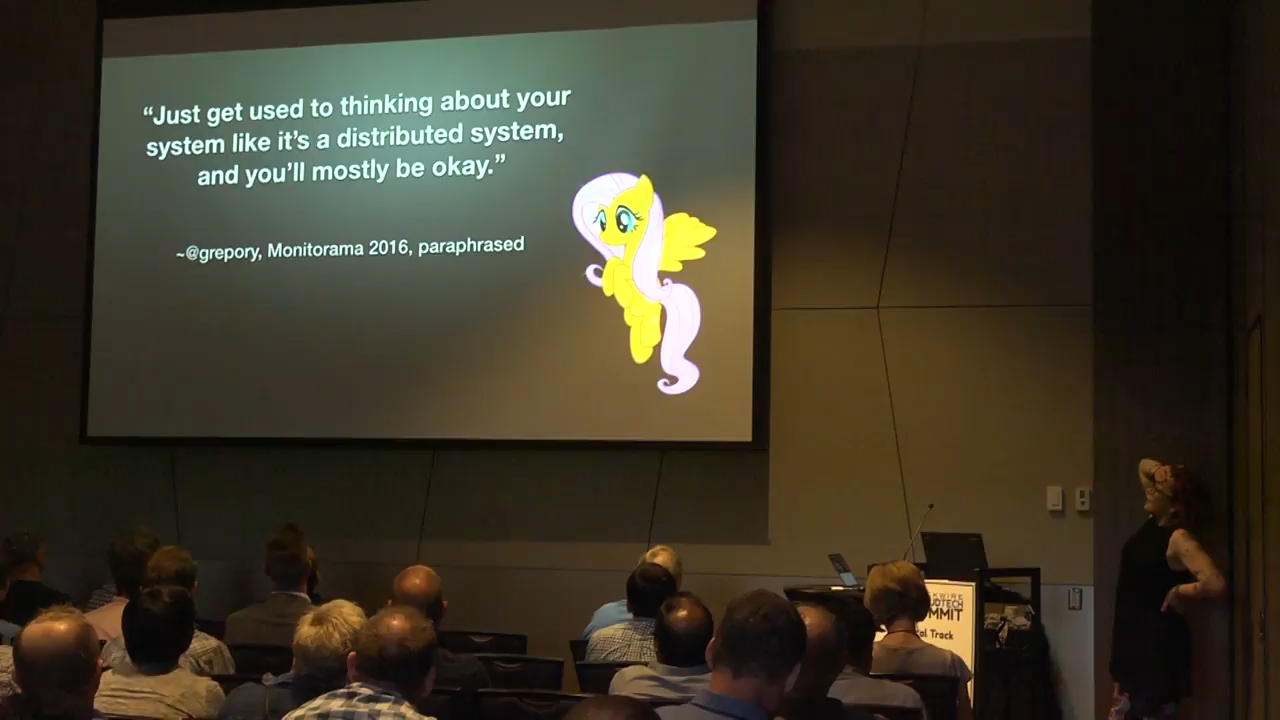 “Just get used to thinking about your
system like it’s a distributed system,
and you’ll mostly be okay.”
~@grepory, Monitorama 2016, paraphrased
Track